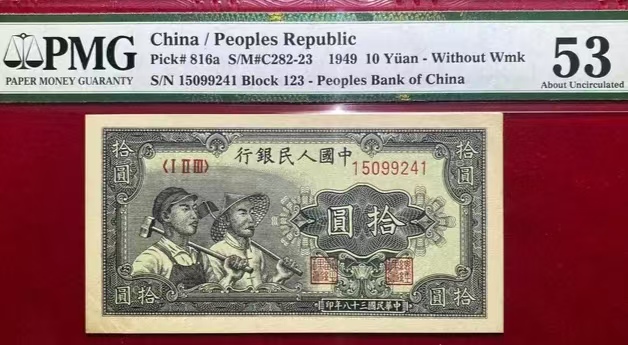 PMG
PAPER MONEY GUARANTY
China / Peoples Republic
Pick# 816a S/M#C282-23 1949 10 Yüan - Without Wmk
S/N 15099241 Block 123 - Peoples Bank of China
53
About Uncirculated
中國人民銀行
〈I II III〉
15099241
拾圓
拾圓
拾圓
拾圓
拾圓
中華民國三十八年印